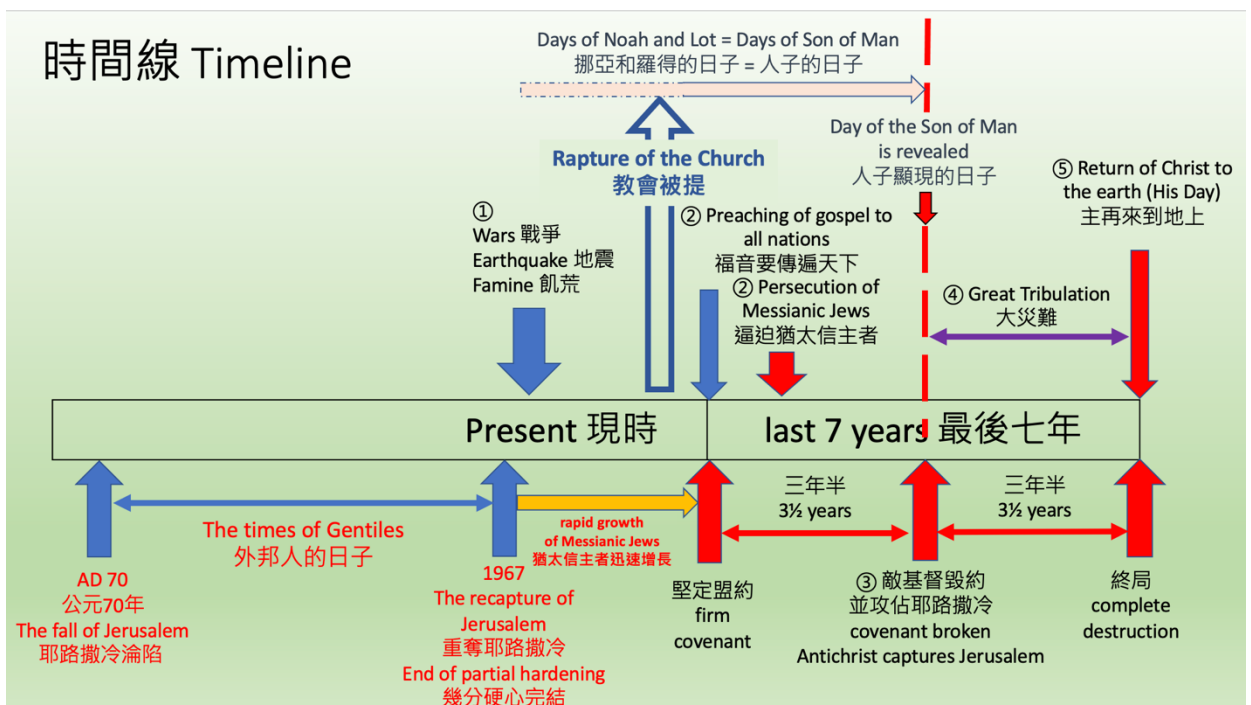 時間線 Timeline
Days of Noah and Lot = Days of Son of Man
挪亞和羅得的日子 = 人子的日子
Rapture of the Church
教會被提
Day of the Son of Man
is revealed
人子顯現的日子
⑤ Return of Christ to
the earth (His Day)
主再來到地上
①
Wars 戰爭
Earthquake 地震
Famine 飢荒
② Preaching of gospel to
all nations
福音要傳遍天下
② Persecution of
Messianic Jews
逼迫猶太信主者
④ Great Tribulation
大災難
Present 現時
last 7 years 最後七年
The times of Gentiles
外邦人的日子
rapid growth
of Messianic Jews
猶太信主者迅速增長
三年半
3½ years
三年半
3½ years
AD 70
公元70年
The fall of Jerusalem
耶路撒冷淪陷
1967
The recapture of
Jerusalem
重奪耶路撒冷
End of partial hardening
幾分硬心完結
堅定盟約
firm
covenant
③ 敵基督毀約
並攻佔耶路撒冷
covenant broken
Antichrist captures Jerusalem
終局
complete
destruction